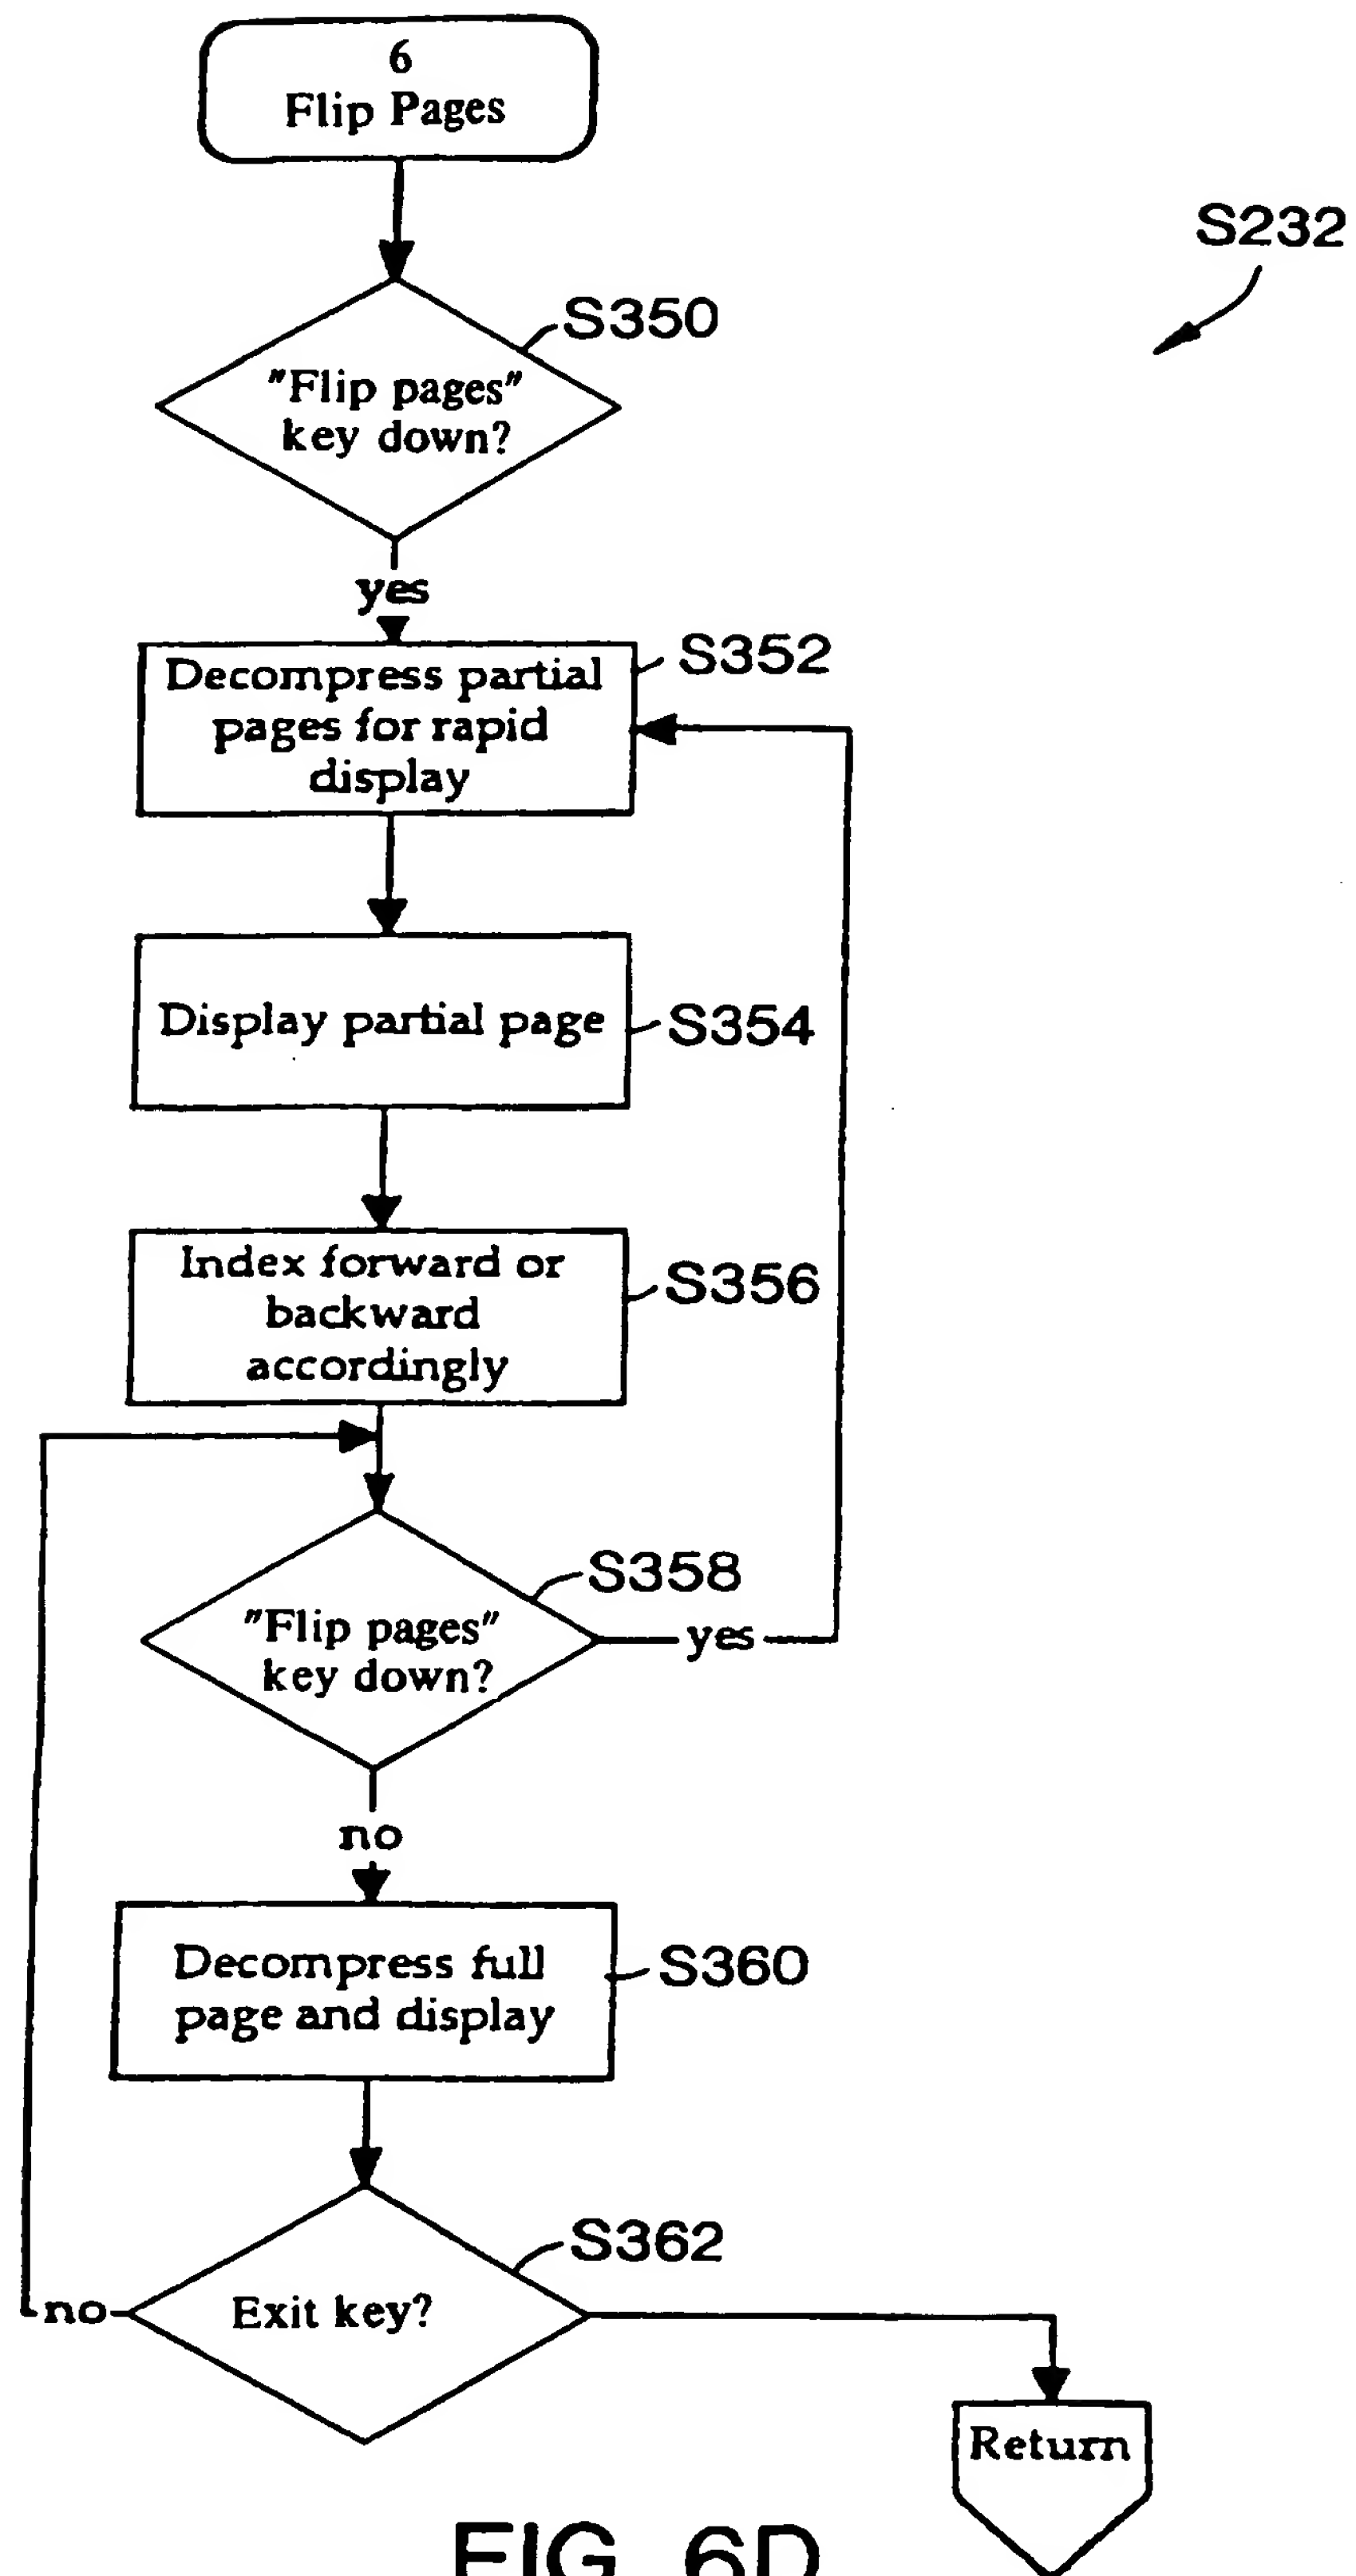 6
Flip Pages
S232
S350
"Flip pages"
key down?
yes
S352
Decompress partial
pages for rapid
display
Display partial page
S354
Index forward or
backward
accordingly
S356
S358
"Flip pages"
key down?
yes
no
Decompress full
page and display
S360
S362
Exit key?
no
Return
FIG. 6D